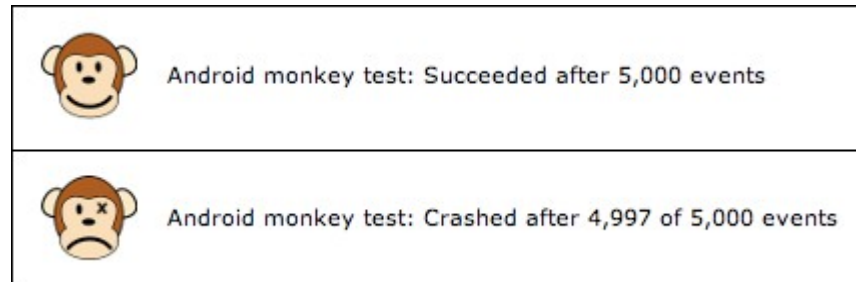 Android monkey test: Succeeded after 5,000 events
Android monkey test: Crashed after 4,997 of 5,000 events